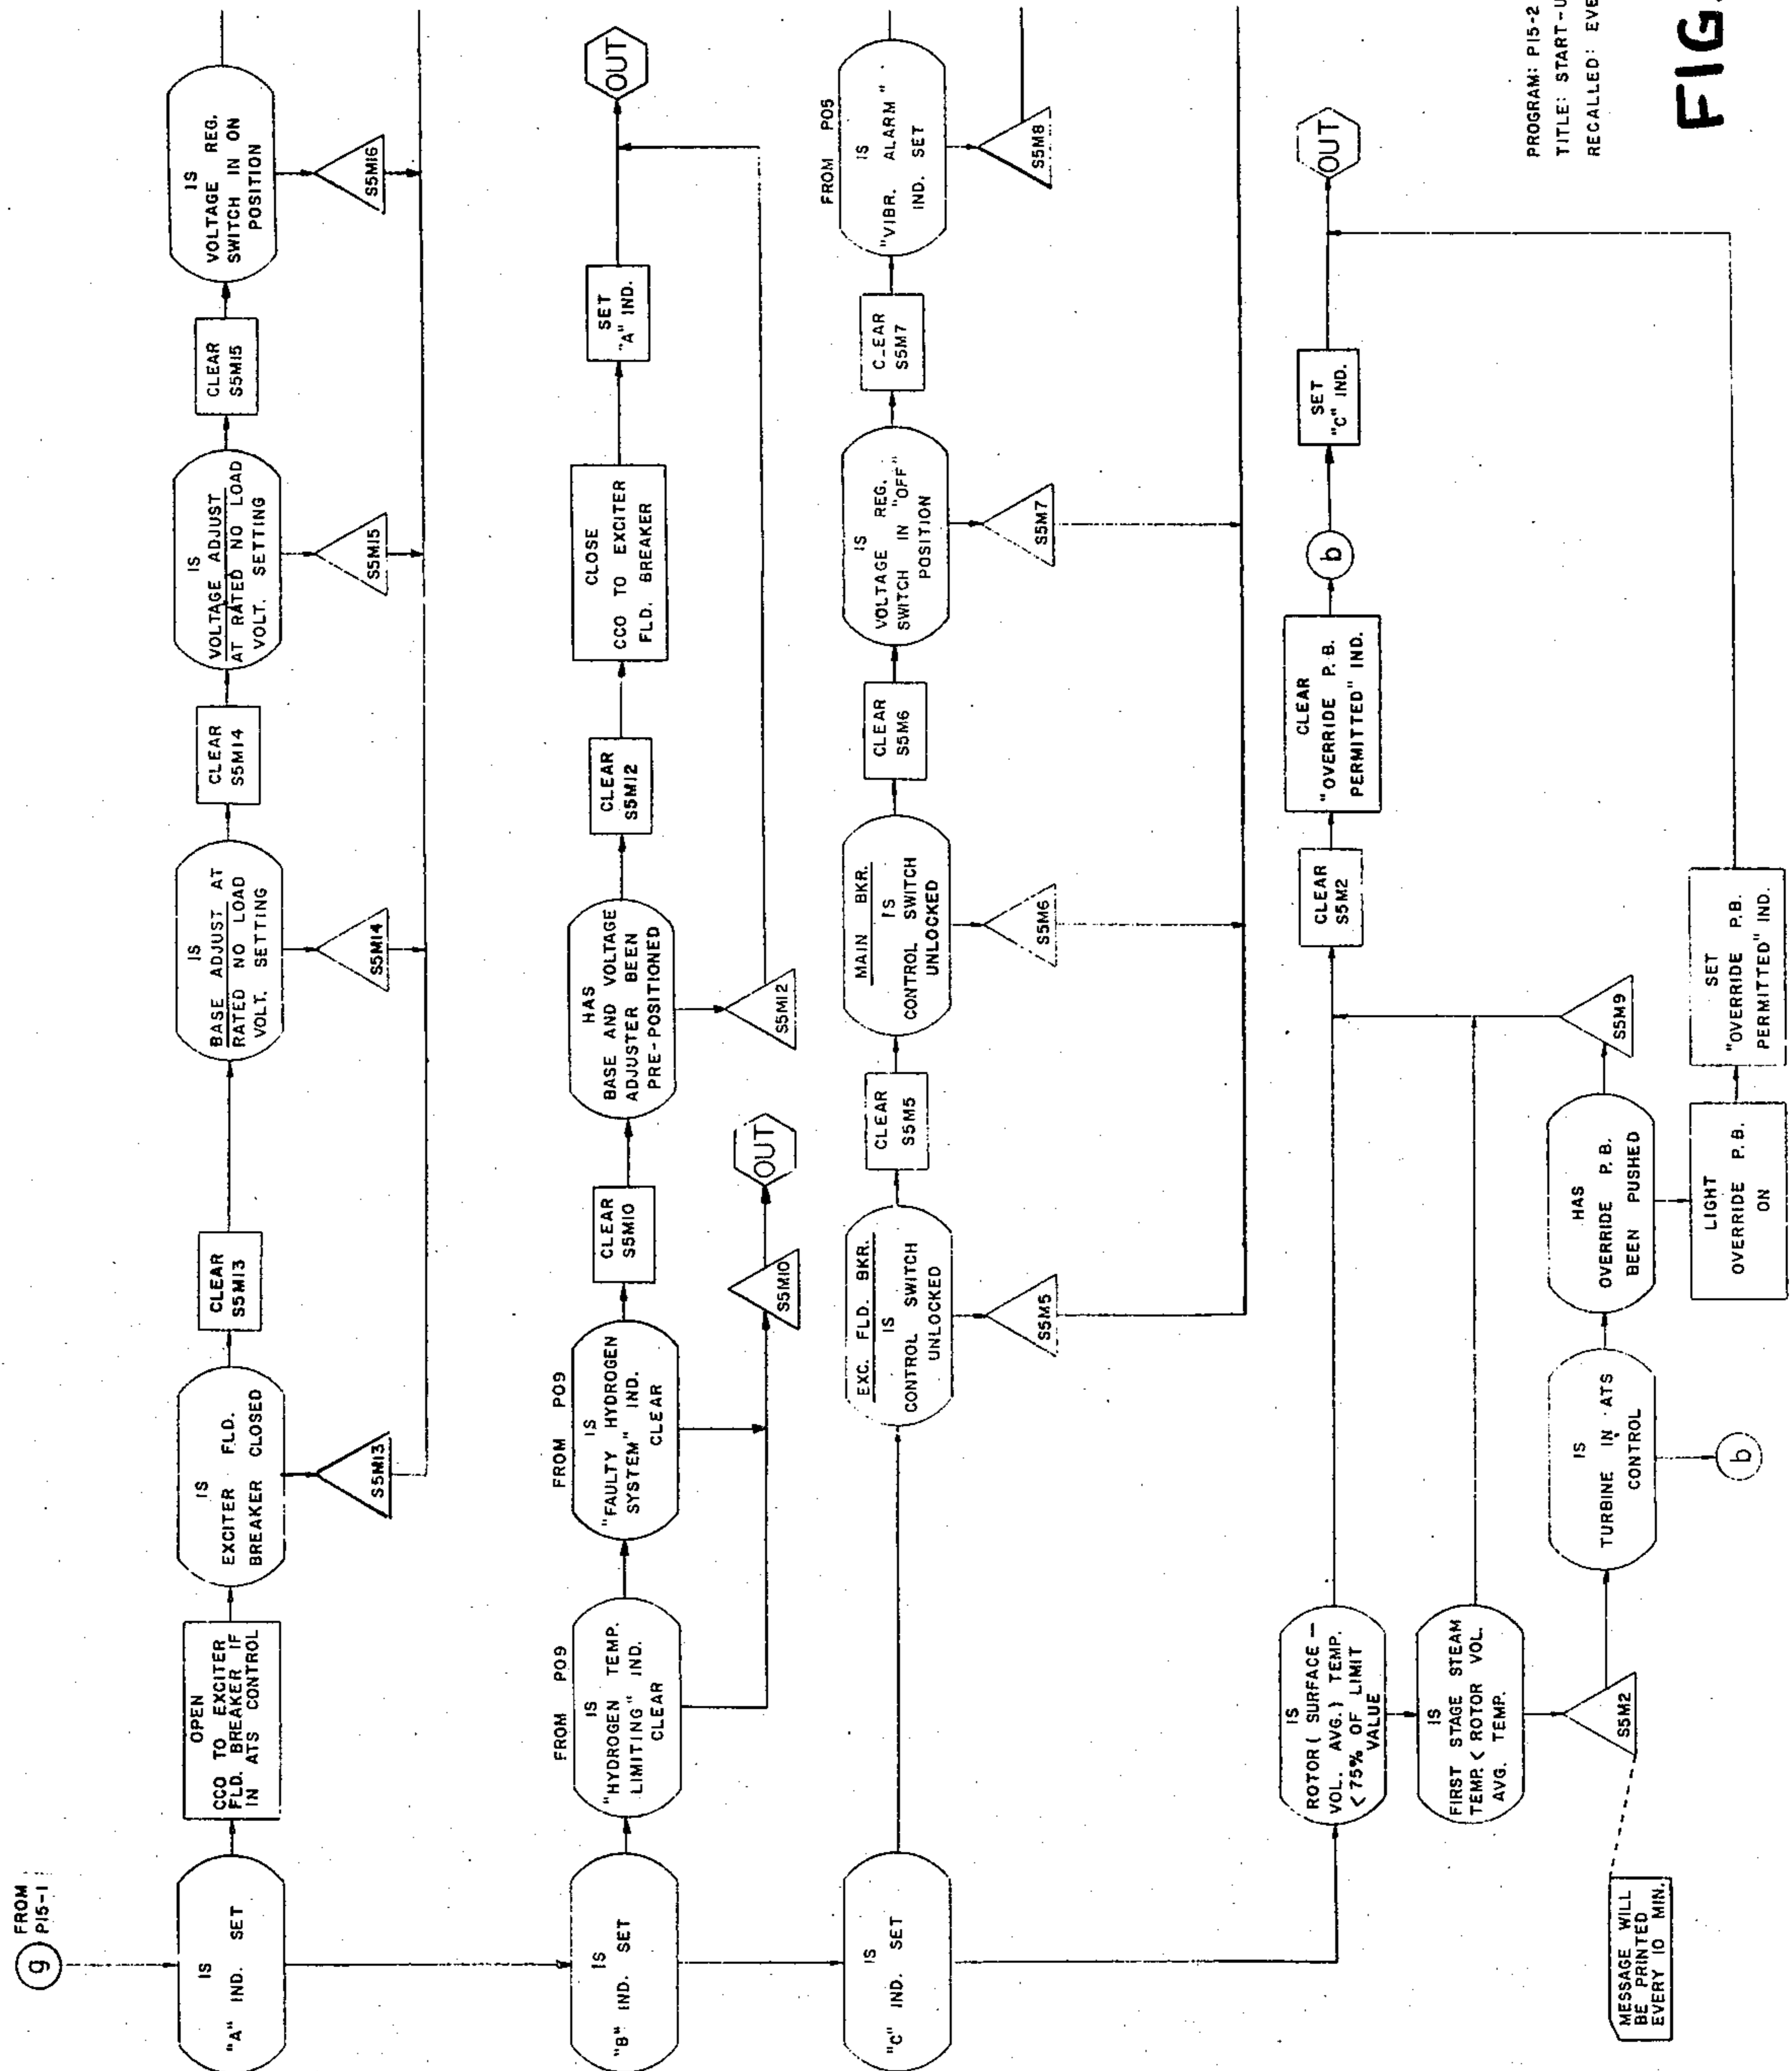 FROM
g P15-1
IS
"A" IND. SET
OPEN
CCO TO EXCITER
FLD. BREAKER IF
IN ATS CONTROL
IS
EXCITER FLD.
BREAKER CLOSED
S5M13
CLEAR
S5M13
IS
BASE ADJUST AT
RATED NO LOAD
VOLT. SETTING
S5M14
CLEAR
S5M14
IS
VOLTAGE ADJUST
AT RATED NO LOAD
VOLT. SETTING
S5M15
CLEAR
S5M15
IS
VOLTAGE REG.
SWITCH IN ON
POSITION
S5M16
IS
"B" IND. SET
FROM P09
IS
"HYDROGEN TEMP.
LIMITING" IND.
CLEAR
FROM P09
IS
"FAULTY HYDROGEN
SYSTEM" IND.
CLEAR
S5M10
OUT
CLEAR
S5M10
HAS
BASE AND VOLTAGE
ADJUSTER BEEN
PRE-POSITIONED
S5M12
CLEAR
S5M12
CLOSE
CCO TO EXCITER
FLD. BREAKER
SET
"A" IND.
OUT
IS
"C" IND. SET
EXC. FLD. BKR.
IS
CONTROL SWITCH
UNLOCKED
S5M5
CLEAR
S5M5
MAIN BKR.
IS
CONTROL SWITCH
UNLOCKED
S5M6
CLEAR
S5M6
IS
VOLTAGE REG.
SWITCH IN "OFF"
POSITION
S5M7
CLEAR
S5M7
FROM P05
IS
"VIBR. ALARM"
IND. SET
S5M8
IS
ROTOR (SURFACE -
VOL. AVG.) TEMP.
<75% OF LIMIT
VALUE
IS
FIRST STAGE STEAM
TEMP. < ROTOR VOL.
AVG. TEMP.
S5M2
MESSAGE WILL
BE PRINTED
EVERY 10 MIN.
IS
TURBINE IN ATS
CONTROL
b
HAS
OVERRIDE P.B.
BEEN PUSHED
S5M9
LIGHT
OVERRIDE P.B.
ON
SET
"OVERRIDE P.B.
PERMITTED" IND.
CLEAR
S5M2
CLEAR
"OVERRIDE P.B.
PERMITTED" IND.
b
SET
"C" IND.
OUT
PROGRAM: P15-2
TITLE: START-U
RECALLED: EVE
FIG.